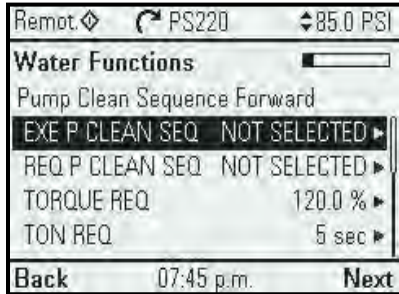 Remot. PS220 85.0 PSI
Water Functions
Pump Clean Sequence Forward
EXE P CLEAN SEQ NOT SELECTED
REQ P CLEAN SEQ NOT SELECTED
TORQUE REQ 120.0 %
TON REQ 5 sec
Back 07:45 p.m. Next